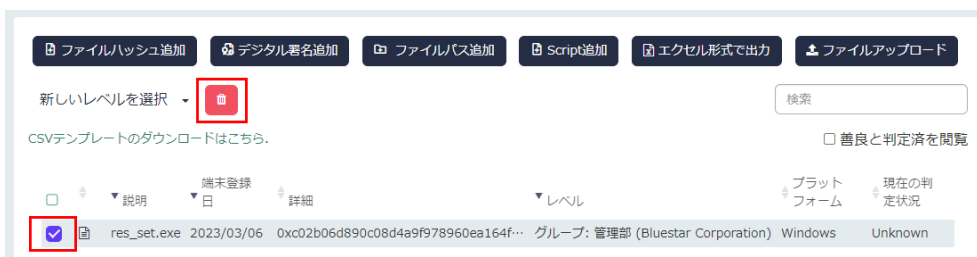 ファイルハッシュ追加 デジタル署名追加 ファイルパス追加 Script追加 エクセル形式で出力 ファイルアップロード
新しいレベルを選択 検索
CSVテンプレートのダウンロードはこちら. 善良と判定済を閲覧
説明 端末登録日 詳細 レベル プラットフォーム 現在の判定状況
res_set.exe 2023/03/06 0xc02b06d890c08d4a9f978960ea164f… グループ: 管理部 (Bluestar Corporation) Windows Unknown